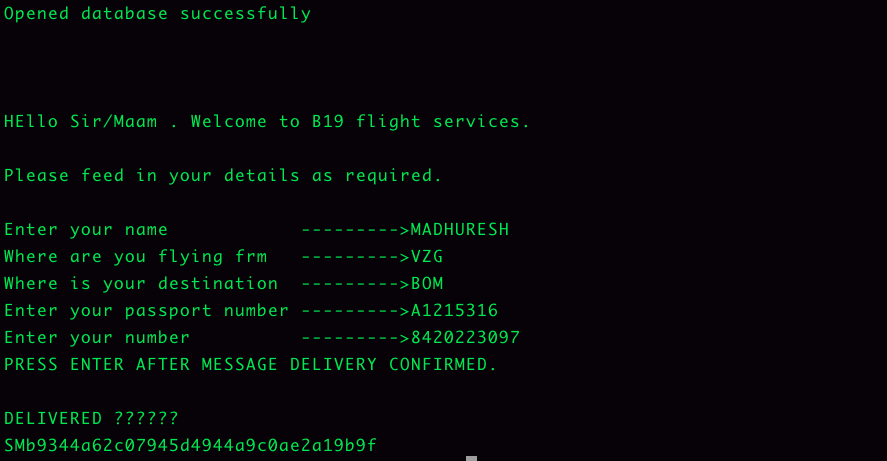 Opened database successfully
HEllo Sir/Maam . Welcome to B19 flight services.
Please feed in your details as required.
Enter your name            --------->MADHURESH
Where are you flying frm   --------->VZG
Where is your destination  --------->BOM
Enter your passport number --------->A1215316
Enter your number          --------->8420223097
PRESS ENTER AFTER MESSAGE DELIVERY CONFIRMED.
DELIVERED ??????
SMb9344a62c07945d4944a9c0ae2a19b9f